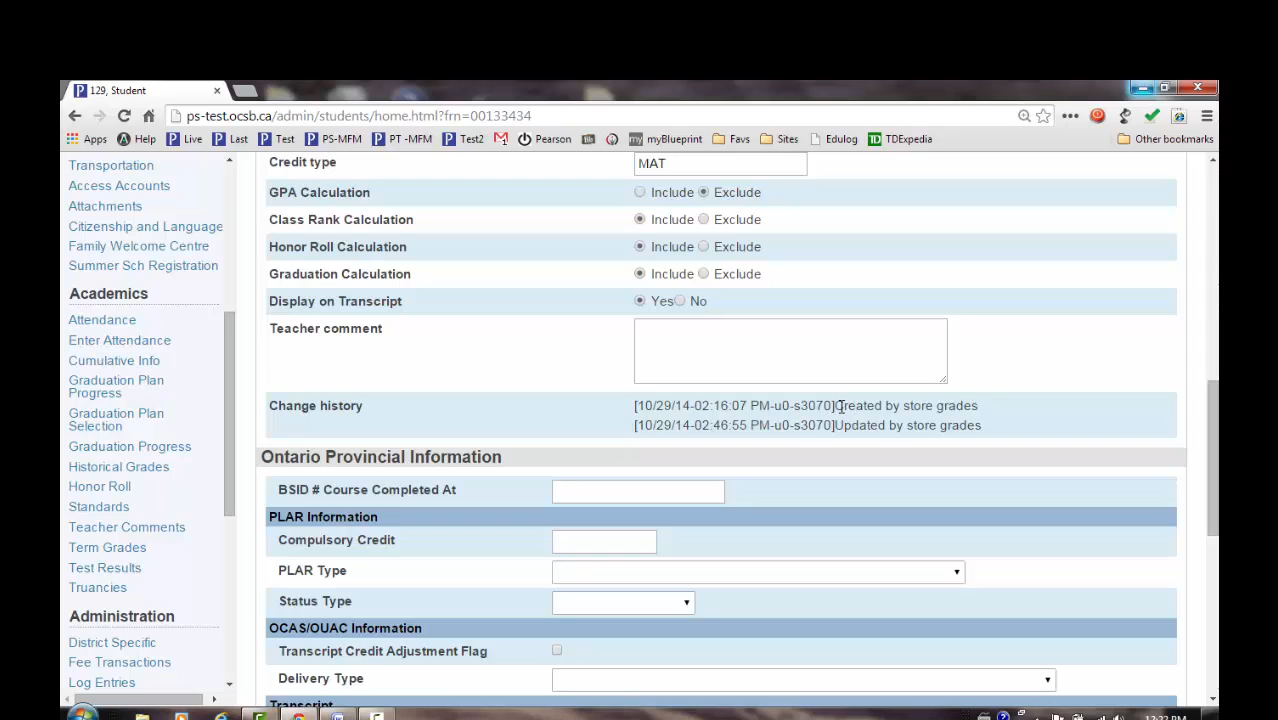 129, Student
ps-test.ocsb.ca/admin/students/home.html?frn=00133434
Apps Help Live Last Test PS-MFM PT -MFM Test2 Pearson myBlueprint Favs Sites Edulog TDExpedia Other bookmarks
Transportation
Access Accounts
Attachments
Citizenship and Language
Family Welcome Centre
Summer Sch Registration
Academics
Attendance
Enter Attendance
Cumulative Info
Graduation Plan
Progress
Graduation Plan
Selection
Graduation Progress
Historical Grades
Honor Roll
Standards
Teacher Comments
Term Grades
Test Results
Truancies
Administration
District Specific
Fee Transactions
Log Entries
Credit type MAT
GPA Calculation Include Exclude
Class Rank Calculation Include Exclude
Honor Roll Calculation Include Exclude
Graduation Calculation Include Exclude
Display on Transcript Yes No
Teacher comment
Change history [10/29/14-02:16:07 PM-u0-s3070]Created by store grades
[10/29/14-02:46:55 PM-u0-s3070]Updated by store grades
Ontario Provincial Information
BSID # Course Completed At
PLAR Information
Compulsory Credit
PLAR Type
Status Type
OCAS/OUAC Information
Transcript Credit Adjustment Flag
Delivery Type
Transcript
12:22 PM